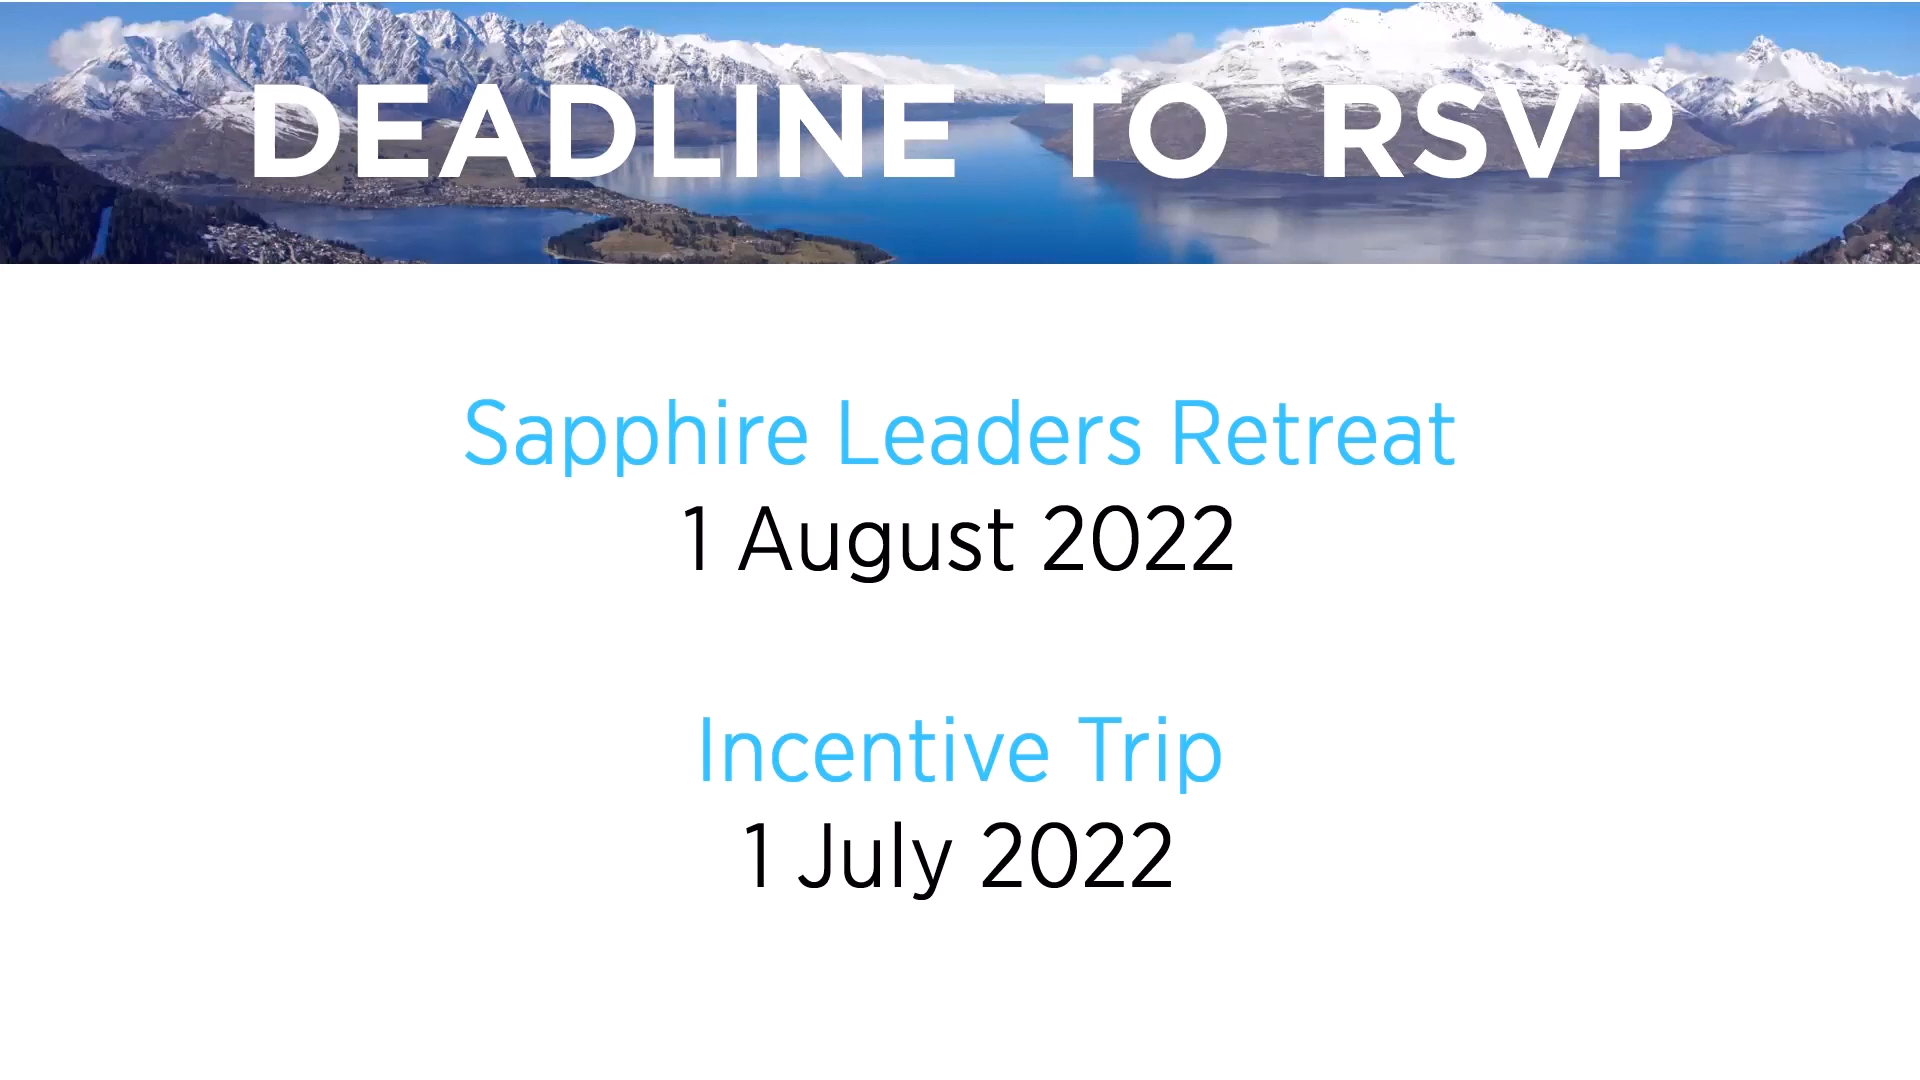 DEADLINE TO RSVP
Sapphire Leaders Retreat
1 August 2022
Incentive Trip
1 July 2022